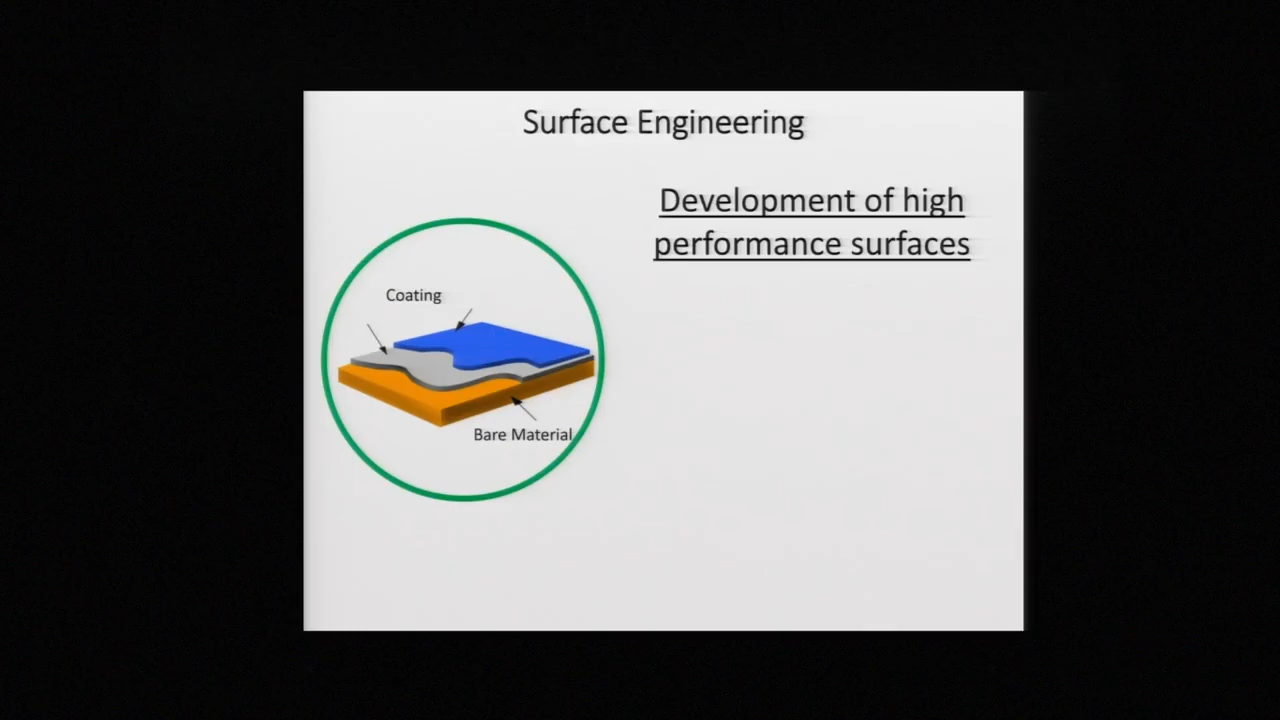 Surface Engineering
Development of high
performance surfaces
Coating
Bare Material